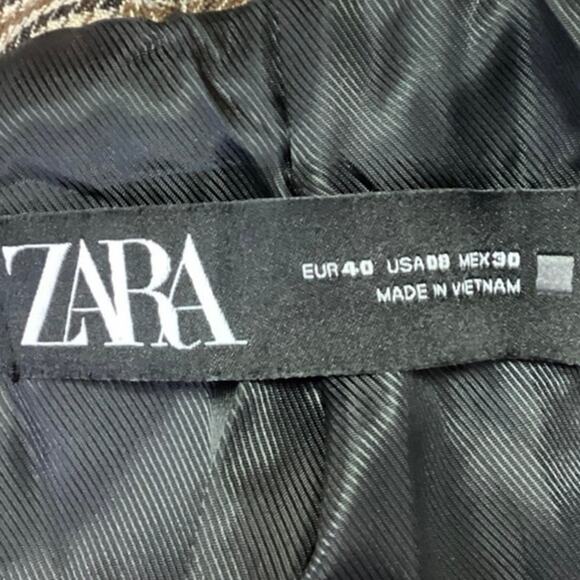 ZARA
EUR 40 USA 08 MEX 30
MADE IN VIETNAM